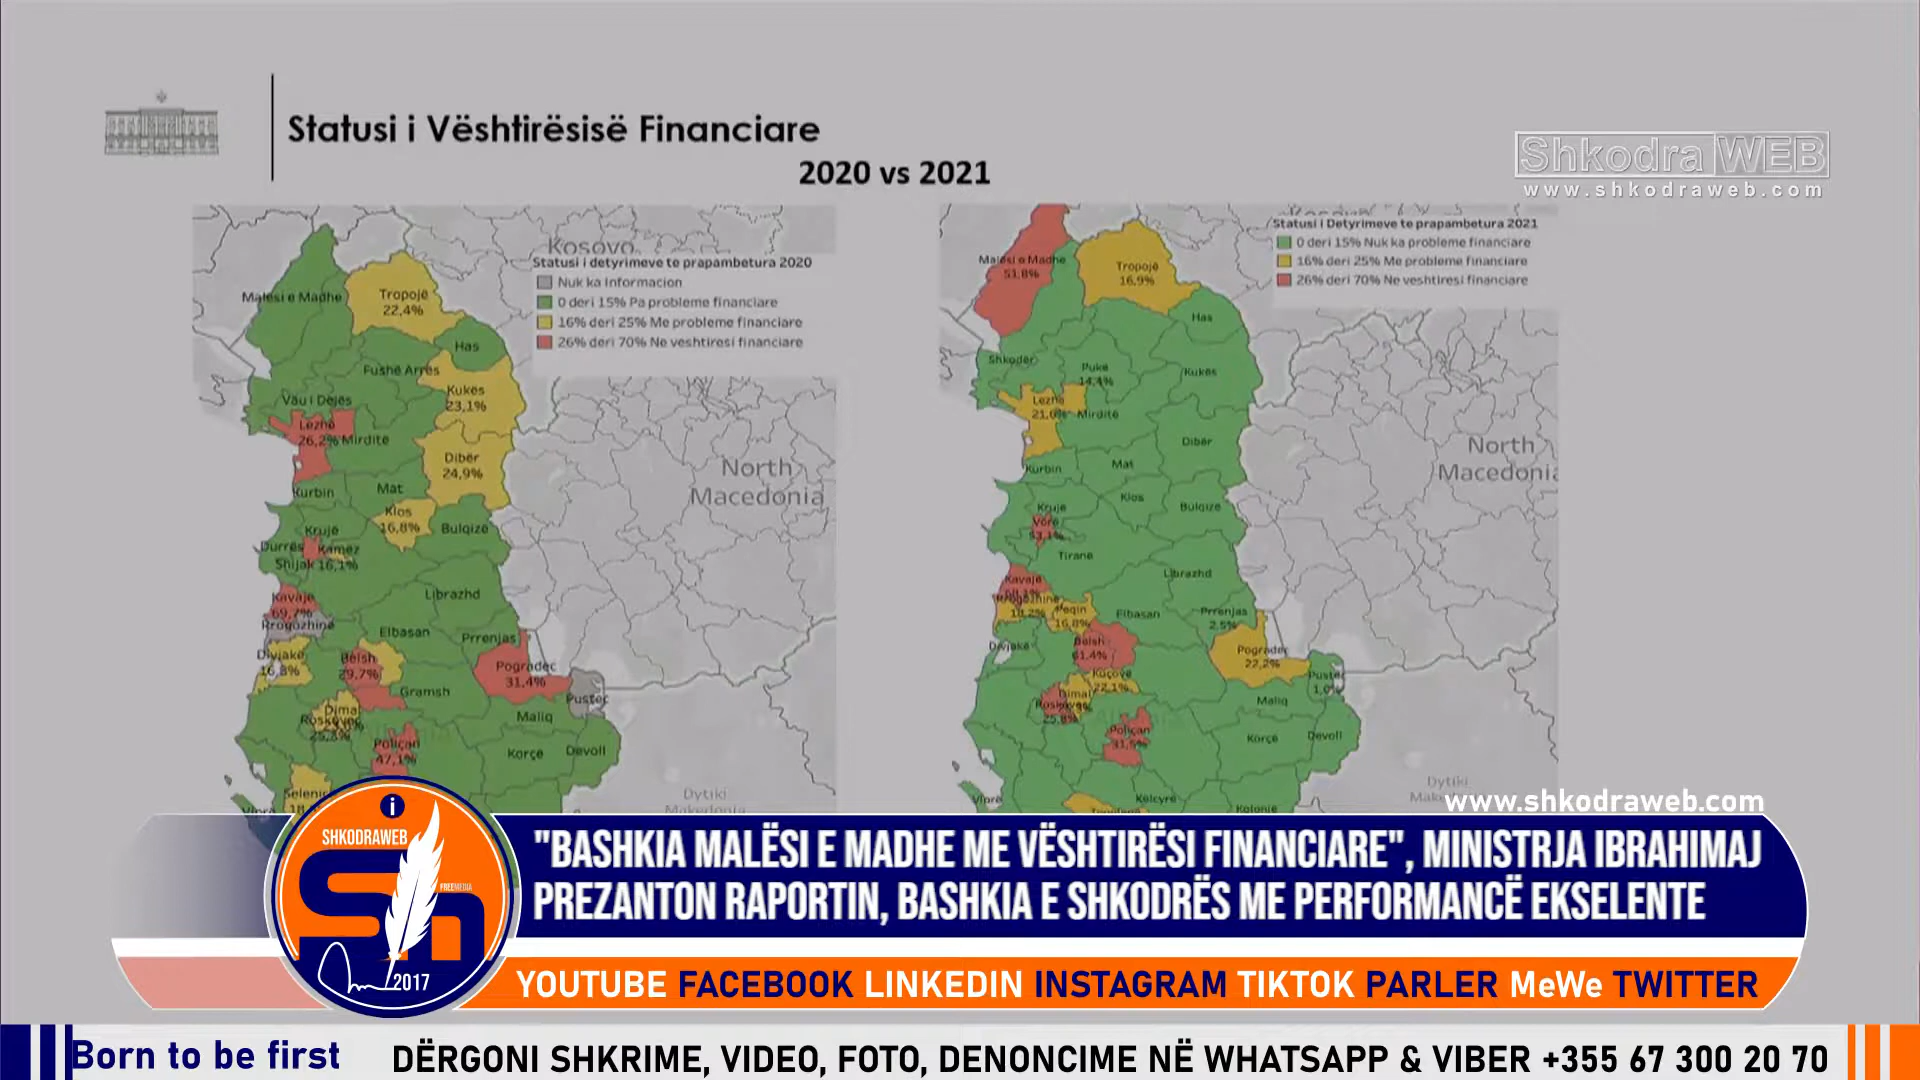 Statusi i Vështirësisë Financiare
2020 vs 2021
Shkodra WEB
www.shkodraweb.com
Kosovo
Statusi i detyrimeve te prapambetura 2020
Nuk ka Informacion
0 deri 15% Pa probleme financiare
16% deri 25% Me probleme financiare
26% deri 70% Ne veshtiresi financiare
Malësi e Madhe
Tropojë
22,4%
Has
Fushë Arrës
Kukës
23,1%
Vau i Dejës
Lezhë
26,2%
Mirditë
Dibër
24,9%
Kurbin
Mat
Klos
16,8%
Bulqizë
Krujë
Durrës
Kamëz
Shijak
16,1%
Librazhd
Kavajë
69,7%
Rrogozhinë
Elbasan
Prrenjas
Divjakë
16,8%
Belsh
29,7%
Pogradec
31,4%
Gramsh
Pustec
Dimal
Roskovec
Maliq
Poliçan
47,1%
Korçë
Devoll
North
Macedonia
Dytiki
Statusi i Detyrimeve te prapambetura 2021
0 deri 15% Nuk ka probleme financiare
16% deri 25% Me probleme financiare
26% deri 70% Ne veshtiresi financiare
Malësi e Madhe
51,8%
Tropojë
16,9%
Has
Shkodër
Pukë
14,4%
Kukës
Lezhë
21,6%
Mirditë
Dibër
Kurbin
Mat
Klos
Bulqizë
Krujë
Vorë
53,1%
Tiranë
Librazhd
Kavajë
Rrogozhinë
18,2%
Peqin
16,8%
Elbasan
Prrenjas
2,5%
Divjakë
Belsh
61,4%
Pogradec
22,2%
Kuçovë
22,1%
Pustec
1,0%
Dimal
Roskovec
25,8%
Maliq
Poliçan
31,5%
Korçë
Devoll
Vlorë
Këlcyrë
Kolonjë
North
Macedonia
Dytiki
www.shkodraweb.com
i
SHKODRAWEB
FREEMEDIA
Sh
2017
"BASHKIA MALËSI E MADHE ME VËSHTIRËSI FINANCIARE", MINISTRJA IBRAHIMAJ
PREZANTON RAPORTIN, BASHKIA E SHKODRËS ME PERFORMANCË EKSELENTE
YOUTUBE FACEBOOK LINKEDIN INSTAGRAM TIKTOK PARLER MeWe TWITTER
Born to be first
DËRGONI SHKRIME, VIDEO, FOTO, DENONCIME NË WHATSAPP & VIBER +355 67 300 20 70